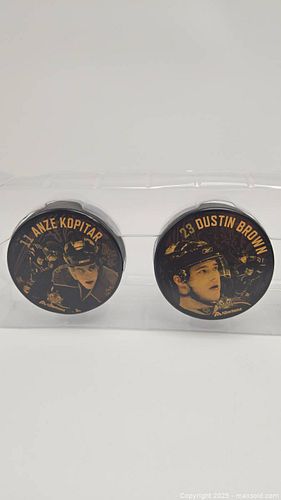 11 ANZE KOPITAR
23 DUSTIN BROWN
Copyright 2025 - maxsold.com